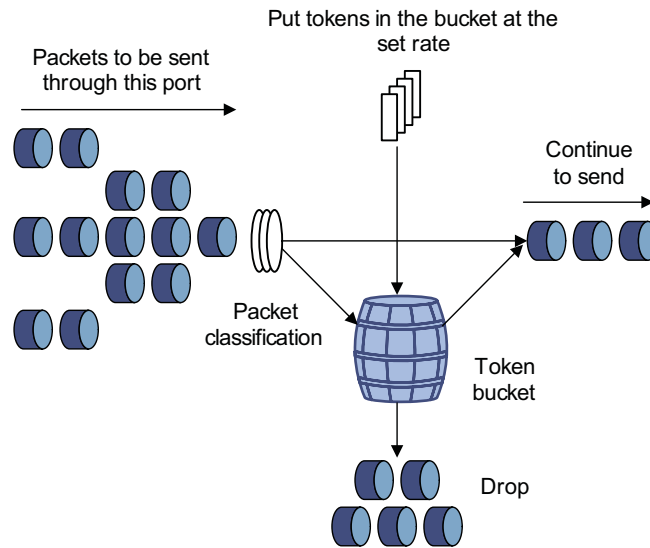 Put tokens in the bucket at the
set rate
Packets to be sent
through this port
Continue
to send
Packet
classification
Token
bucket
Drop